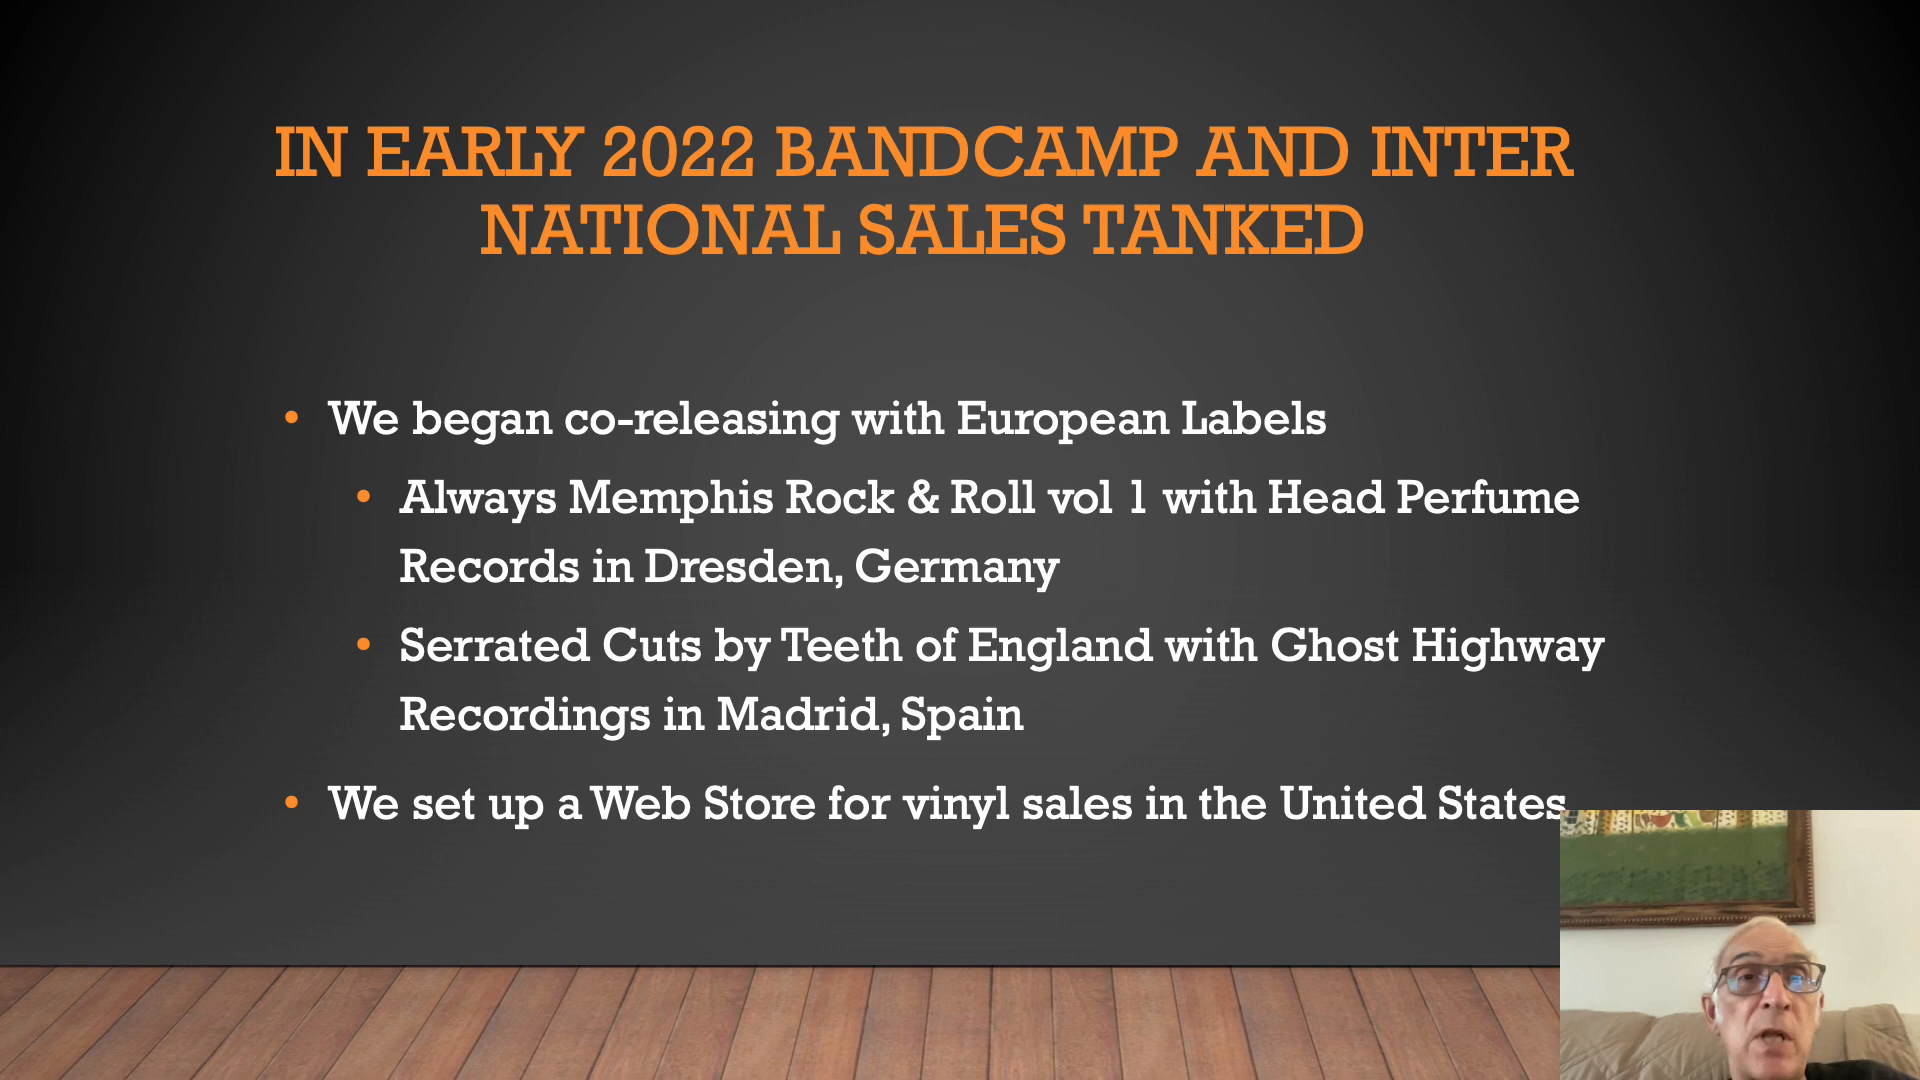 IN EARLY 2022 BANDCAMP AND INTER
NATIONAL SALES TANKED
• We began co-releasing with European Labels
• Always Memphis Rock & Roll vol 1 with Head Perfume
Records in Dresden, Germany
• Serrated Cuts by Teeth of England with Ghost Highway
Recordings in Madrid, Spain
• We set up a Web Store for vinyl sales in the United States